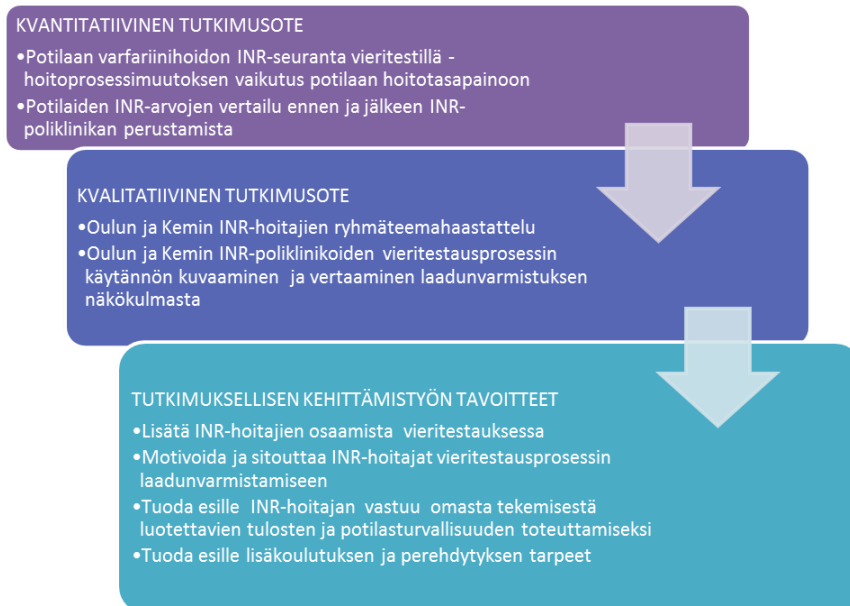 KVANTITATIIVINEN TUTKIMUSOTE
•Potilaan varfariinihoidon INR-seuranta vieritestillä -
hoitoprosessimuutoksen vaikutus potilaan hoitotasapainoon
•Potilaiden INR-arvojen vertailu ennen ja jälkeen INR-
poliklinikan perustamista
KVALITATIIVINEN TUTKIMUSOTE
•Oulun ja Kemin INR-hoitajien ryhmäteemahaastattelu
•Oulun ja Kemin INR-poliklinikoiden vieritestausprosessin
käytännön kuvaaminen ja vertaaminen laadunvarmistuksen
näkökulmasta
TUTKIMUKSELLISEN KEHITTÄMISTYÖN TAVOITTEET
•Lisätä INR-hoitajien osaamista vieritestauksessa
•Motivoida ja sitouttaa INR-hoitajat vieritestausprosessin
laadunvarmistamiseen
•Tuoda esille INR-hoitajan vastuu omasta tekemisestä
luotettavien tulosten ja potilasturvallisuuden toteuttamiseksi
•Tuoda esille lisäkoulutuksen ja perehdytyksen tarpeet